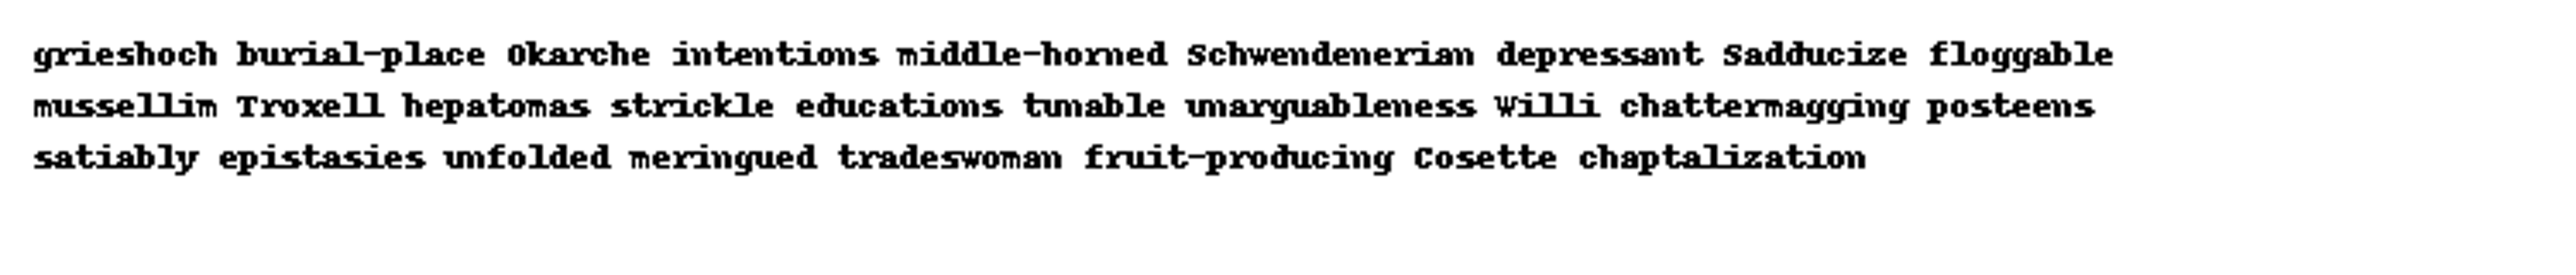 grieshoch burial-place Okarche intentions middle-horned Schwendenerian depressant Sadducize floggable
mussellim Troxell hepatomas strickle educations tunable unarguableness Willi chattermagging posteens
satiably epistasies unfolded meringued tradeswoman fruit-producing Cosette chaptalization